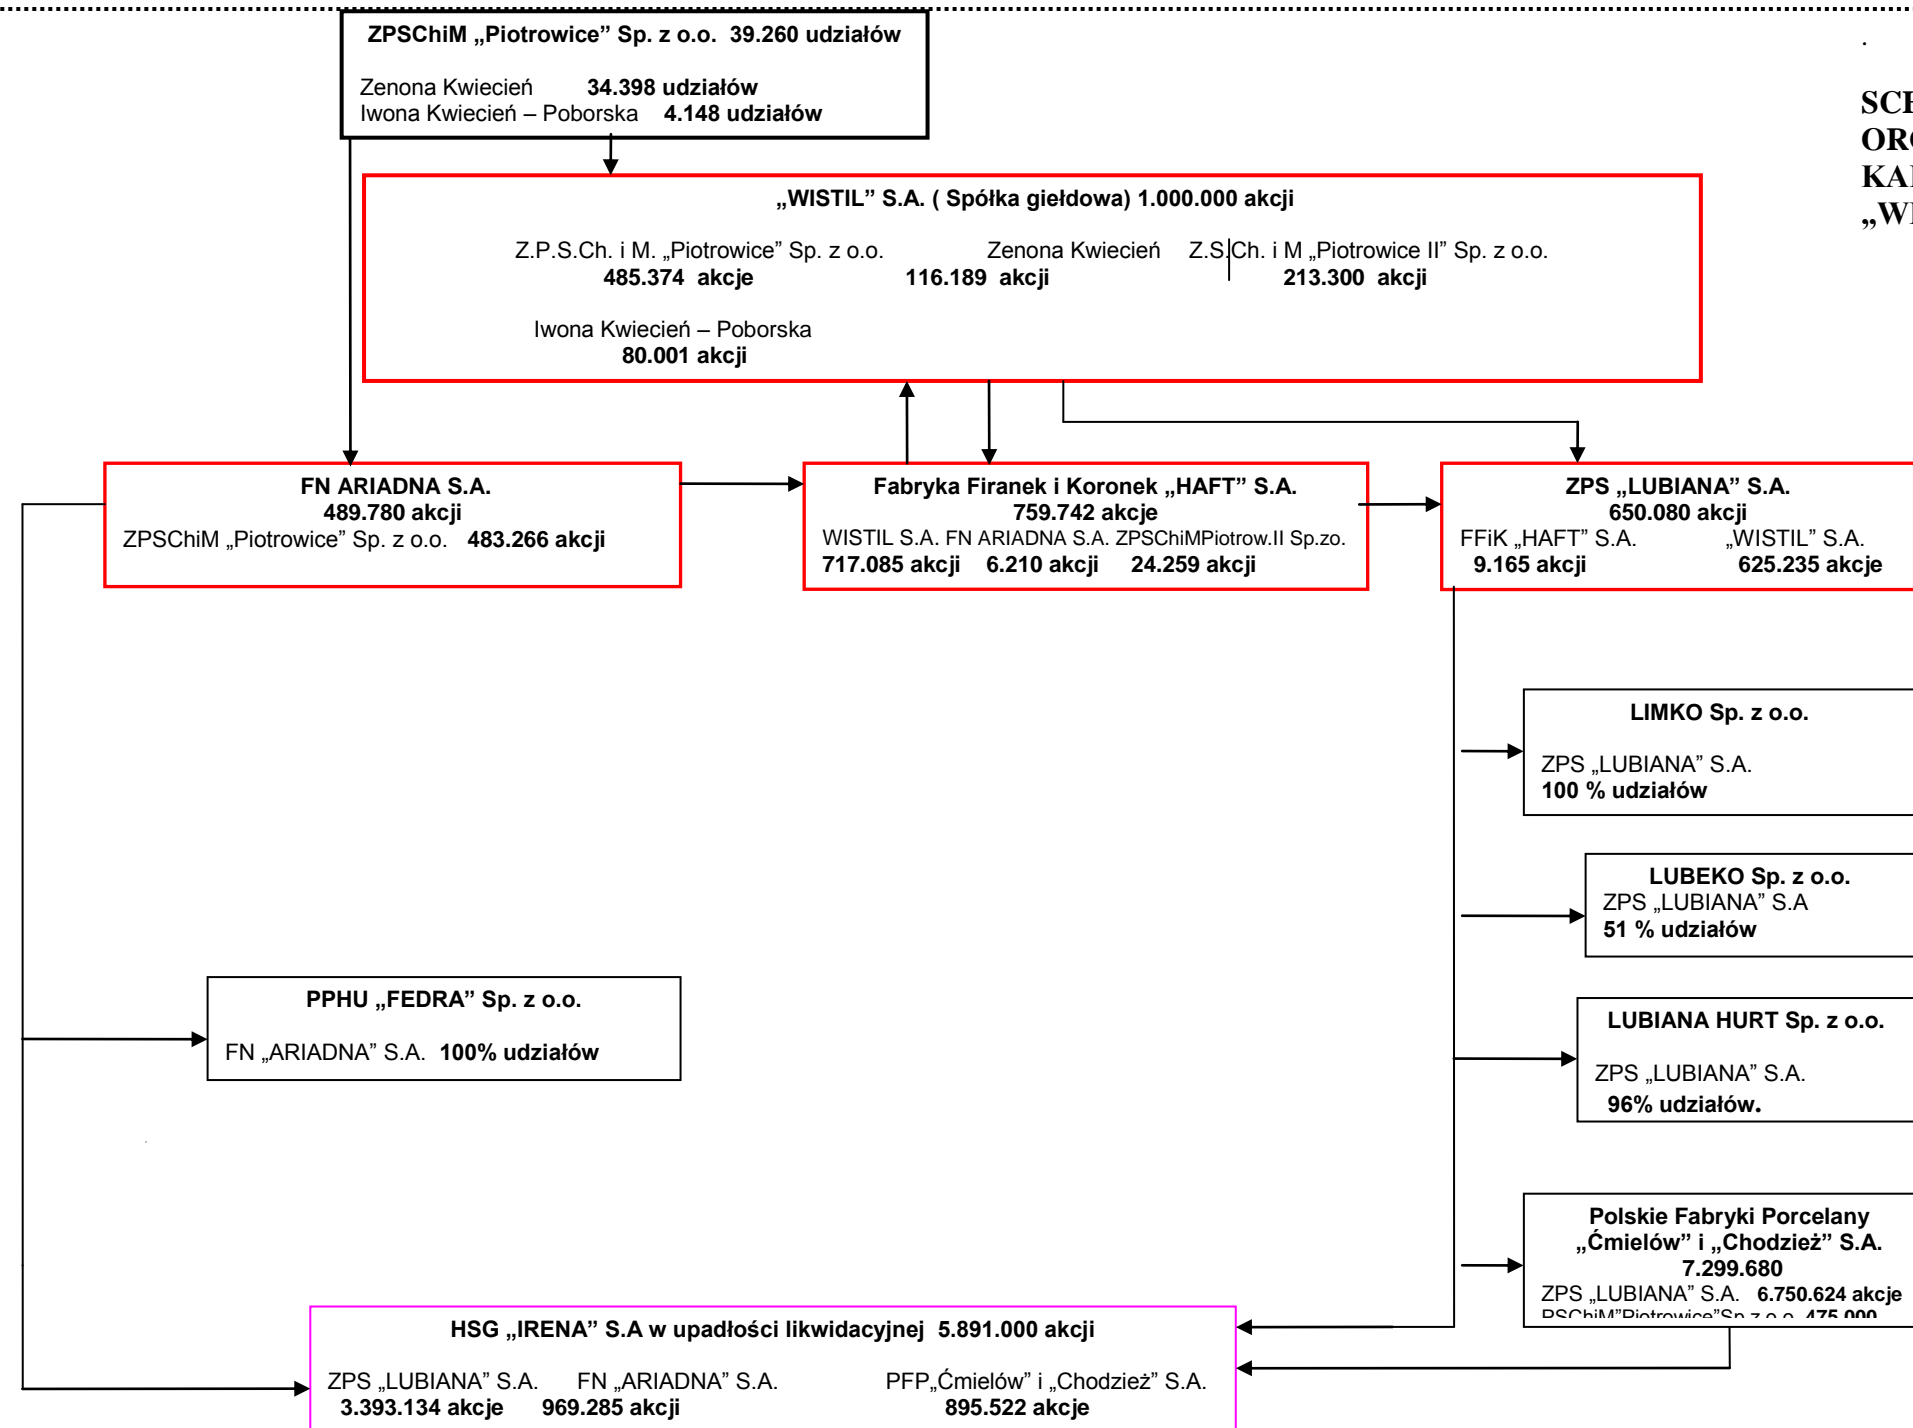 ZPSChiM „Piotrowice” Sp. z o.o. 39.260 udziałów
Zenona Kwiecień 34.398 udziałów
Iwona Kwiecień – Poborska 4.148 udziałów
„WISTIL” S.A. ( Spółka giełdowa) 1.000.000 akcji
Z.P.S.Ch. i M. „Piotrowice” Sp. z o.o. Zenona Kwiecień Z.S.Ch. i M „Piotrowice II” Sp. z o.o.
485.374 akcje 116.189 akcji 213.300 akcji
Iwona Kwiecień – Poborska
80.001 akcji
FN ARIADNA S.A.
489.780 akcji
ZPSChiM „Piotrowice” Sp. z o.o. 483.266 akcji
Fabryka Firanek i Koronek „HAFT” S.A.
759.742 akcje
WISTIL S.A. FN ARIADNA S.A. ZPSChiMPiotrow.II Sp.zo.
717.085 akcji 6.210 akcji 24.259 akcji
ZPS „LUBIANA” S.A.
650.080 akcji
FFiK „HAFT” S.A. „WISTIL” S.A.
9.165 akcji 625.235 akcje
LIMKO Sp. z o.o.
ZPS „LUBIANA” S.A.
100 % udziałów
LUBEKO Sp. z o.o.
ZPS „LUBIANA” S.A
51 % udziałów
PPHU „FEDRA” Sp. z o.o.
FN „ARIADNA” S.A. 100% udziałów
LUBIANA HURT Sp. z o.o.
ZPS „LUBIANA” S.A.
96% udziałów.
Polskie Fabryki Porcelany
„Ćmielów” i „Chodzież” S.A.
7.299.680
ZPS „LUBIANA” S.A. 6.750.624 akcje
PSChiM”Piotrowice”Sp.z o.o. 475.000
HSG „IRENA” S.A w upadłości likwidacyjnej 5.891.000 akcji
ZPS „LUBIANA” S.A. FN „ARIADNA” S.A. PFP„Ćmielów” i „Chodzież” S.A.
3.393.134 akcje 969.285 akcji 895.522 akcje